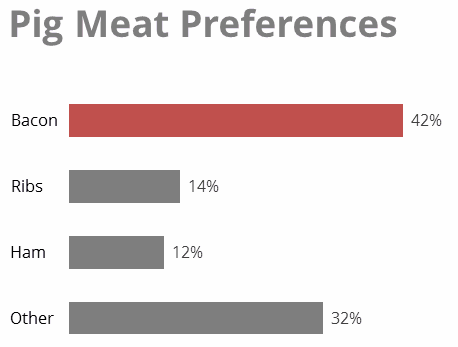 Pig Meat Preferences
Bacon 42%
Ribs 14%
Ham 12%
Other 32%